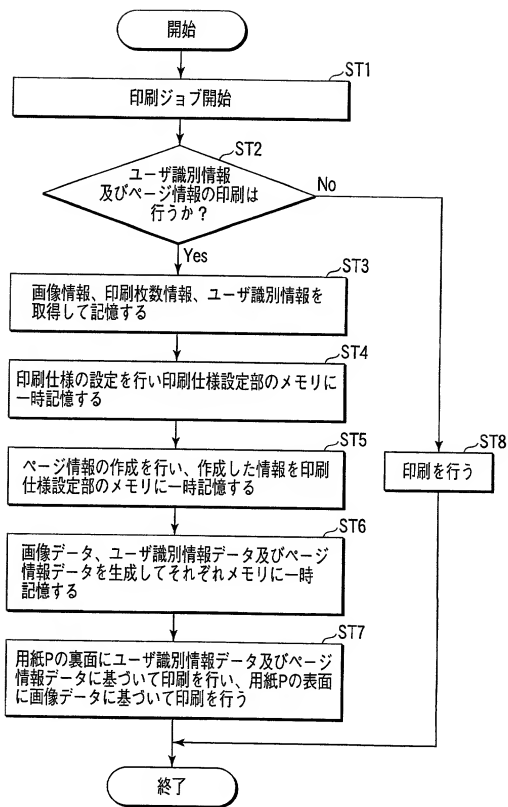 開始
ST1
印刷ジョブ開始
ST2
ユーザ識別情報
及びページ情報の印刷は
行うか?
No
Yes
ST3
画像情報、印刷枚数情報、ユーザ識別情報を
取得して記憶する
ST4
印刷仕様の設定を行い印刷仕様設定部のメモリに
一時記憶する
ST5
ページ情報の作成を行い、作成した情報を印刷
仕様設定部のメモリに一時記憶する
ST8
印刷を行う
ST6
画像データ、ユーザ識別情報データ及びページ
情報データを生成してそれぞれメモリに一時
記憶する
ST7
用紙Pの裏面にユーザ識別情報データ及びページ
情報データに基づいて印刷を行い、用紙Pの表面
に画像データに基づいて印刷を行う
終了